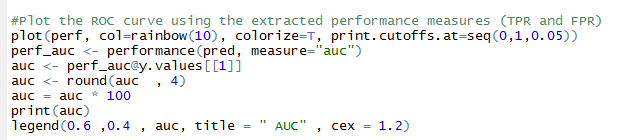 #Plot the ROC curve using the extracted performance measures (TPR and FPR)
plot(perf, col=rainbow(10), colorize=T, print.cutoffs.at=seq(0,1,0.05))
perf_auc <- performance(pred, measure="auc")
auc <- perf_auc@y.values[[1]]
auc <- round(auc  , 4)
auc = auc * 100
print(auc)
legend(0.6 ,0.4 , auc, title = " AUC" , cex = 1.2)